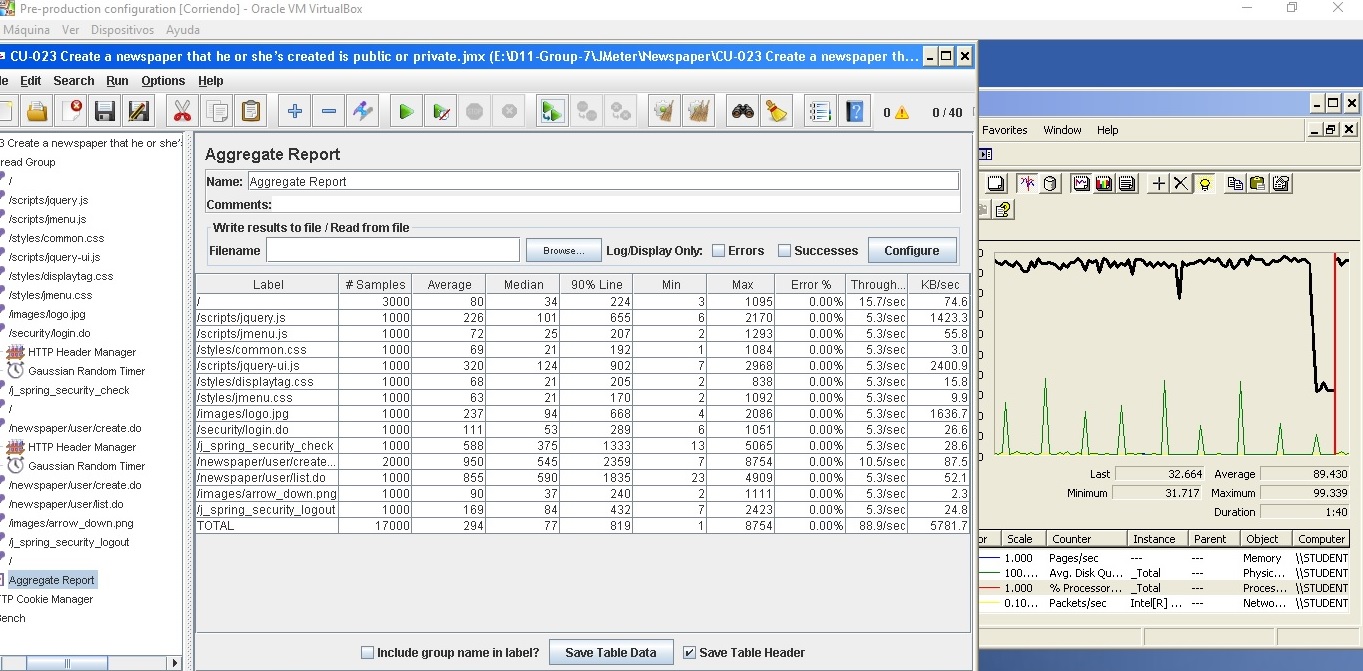 Pre-production configuration [Corriendo] - Oracle VM VirtualBox
Máquina Ver Dispositivos Ayuda
CU-023 Create a newspaper that he or she's created is public or private.jmx (E:\D11-Group-7\JMeter\Newspaper\CU-023 Create a newspaper th...
le Edit Search Run Options Help
0 0 / 40
3 Create a newspaper that he or she'
read Group
/
/scripts/jquery.js
/scripts/jmenu.js
/styles/common.css
/scripts/jquery-ui.js
/styles/displaytag.css
/styles/jmenu.css
/images/logo.jpg
/security/login.do
HTTP Header Manager
Gaussian Random Timer
/j_spring_security_check
/
/newspaper/user/create.do
HTTP Header Manager
Gaussian Random Timer
/newspaper/user/create.do
/newspaper/user/list.do
/images/arrow_down.png
/j_spring_security_logout
/
Aggregate Report
TP Cookie Manager
ench
Aggregate Report
Name: Aggregate Report
Comments:
Write results to file / Read from file
Filename Browse... Log/Display Only: Errors Successes Configure
Label # Samples Average Median 90% Line Min Max Error % Through... KB/sec
/ 3000 80 34 224 3 1095 0.00% 15.7/sec 74.6
/scripts/jquery.js 1000 226 101 655 6 2170 0.00% 5.3/sec 1423.3
/scripts/jmenu.js 1000 72 25 207 2 1293 0.00% 5.3/sec 55.8
/styles/common.css 1000 69 21 192 1 1084 0.00% 5.3/sec 3.0
/scripts/jquery-ui.js 1000 320 124 902 7 2968 0.00% 5.3/sec 2400.9
/styles/displaytag.css 1000 68 21 205 2 838 0.00% 5.3/sec 15.8
/styles/jmenu.css 1000 63 21 170 2 1092 0.00% 5.3/sec 9.9
/images/logo.jpg 1000 237 94 668 4 2086 0.00% 5.3/sec 1636.7
/security/login.do 1000 111 53 289 6 1051 0.00% 5.3/sec 26.6
/j_spring_security_check 1000 588 375 1333 13 5065 0.00% 5.3/sec 28.6
/newspaper/user/create... 2000 950 545 2359 7 8754 0.00% 10.5/sec 87.5
/newspaper/user/list.do 1000 855 590 1835 23 4909 0.00% 5.3/sec 52.1
/images/arrow_down.png 1000 90 37 240 2 1111 0.00% 5.3/sec 2.3
/j_spring_security_logout 1000 169 84 432 7 2423 0.00% 5.3/sec 24.8
TOTAL 17000 294 77 819 1 8754 0.00% 88.9/sec 5781.7
Include group name in label? Save Table Data Save Table Header
Favorites Window Help
Last 32.664 Average 89.430
Minimum 31.717 Maximum 99.339
Duration 1:40
or Scale Counter Instance Parent Object Computer
1.000 Pages/sec --- --- Memory \\STUDENT
100.... Avg. Disk Qu... _Total --- Physic... \\STUDENT
1.000 % Processor... _Total --- Proces... \\STUDENT
0.10... Packets/sec Intel[R] ... --- Netwo... \\STUDENT